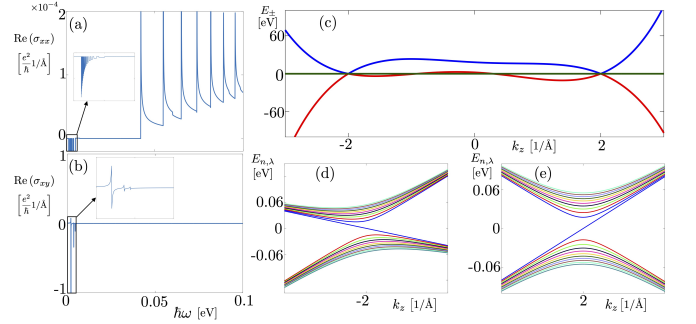 2 ×10⁻⁴
(a)
Re (σxx)
[e²/ħ 1/Å]
1
0
1
(b)
Re (σxy)
[e²/ħ 1/Å]
0
-1
0 0.05 0.1
ħω [eV]
E± [eV]
(c)
60
0
-60
-2 0 2
kz [1/Å]
En,λ [eV]
(d)
0.06
0
-0.06
-2 kz [1/Å]
En,λ [eV]
(e)
0.06
0
-0.06
2 kz [1/Å]